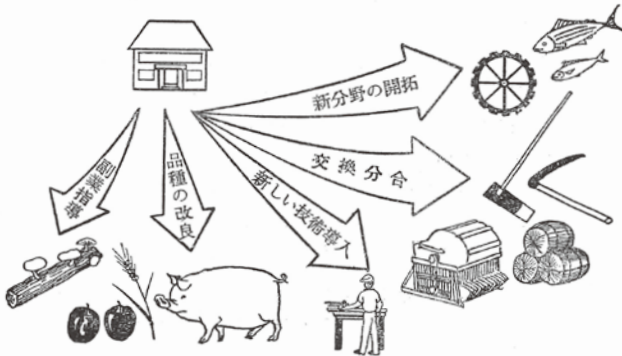 新分野の開拓
交換分合
新しい技術導入
品種の改良
副業指導